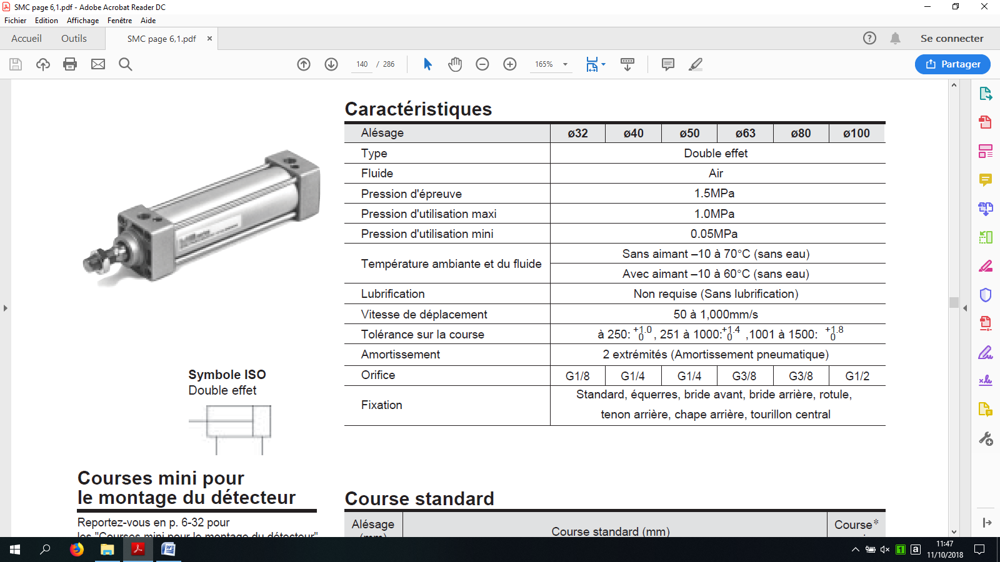 SMC page 6,1.pdf - Adobe Acrobat Reader DC
Fichier Edition Affichage Fenêtre Aide
Accueil Outils SMC page 6,1.pdf × Se connecter
140 / 286 165% Partager
Caractéristiques
Alésage ø32 ø40 ø50 ø63 ø80 ø100
Type Double effet
Fluide Air
Pression d'épreuve 1.5MPa
Pression d'utilisation maxi 1.0MPa
Pression d'utilisation mini 0.05MPa
Température ambiante et du fluide Sans aimant –10 à 70°C (sans eau)
Avec aimant –10 à 60°C (sans eau)
Lubrification Non requise (Sans lubrification)
Vitesse de déplacement 50 à 1,000mm/s
Tolérance sur la course à 250: +1.0 0 , 251 à 1000: +1.4 0 ,1001 à 1500: +1.8 0
Amortissement 2 extrémités (Amortissement pneumatique)
Orifice G1/8 G1/4 G1/4 G3/8 G3/8 G1/2
Fixation Standard, équerres, bride avant, bride arrière, rotule,
tenon arrière, chape arrière, tourillon central
Symbole ISO
Double effet
Courses mini pour
le montage du détecteur
Reportez-vous en p. 6-32 pour
les "Courses mini pour le montage du détecteur"
Course standard
Alésage
(mm)
Course standard (mm)
Course*
11:47
11/10/2018